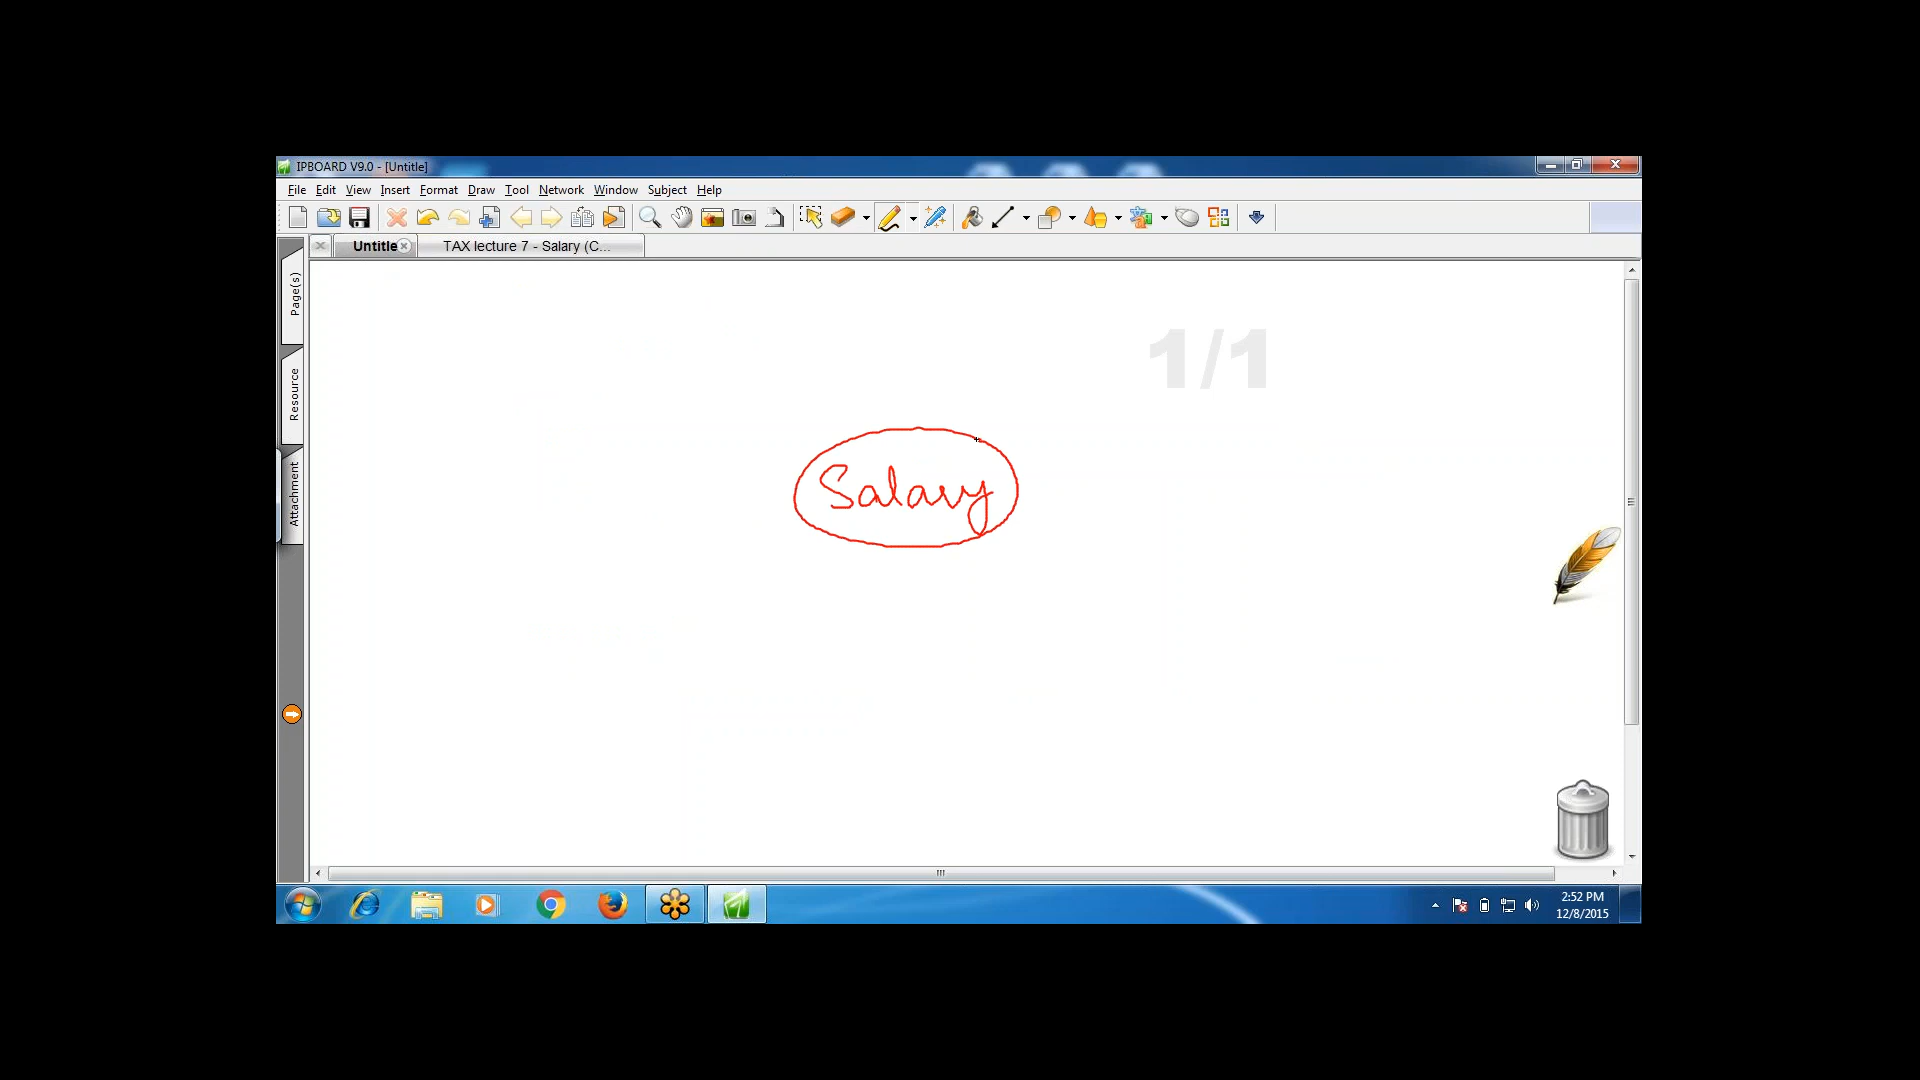 IPBOARD V9.0 - [Untitle]
File Edit View Insert Format Draw Tool Network Window Subject Help
Untitle TAX lecture 7 - Salary (C...
Page(s)
Resource
Attachment
1/1
Salary
2:52 PM
12/8/2015